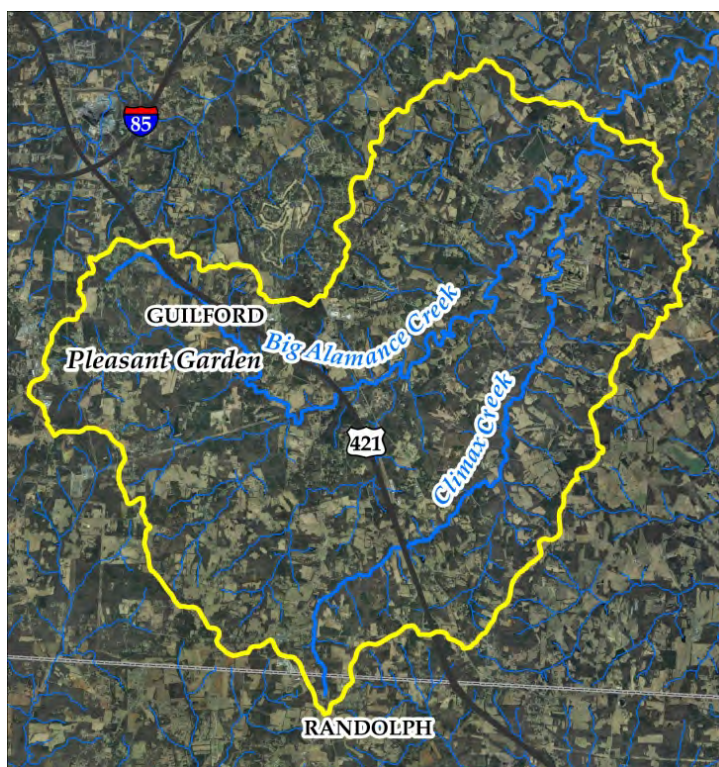 85
GUILFORD
Pleasant Garden
Big Alamance Creek
421
Climax Creek
RANDOLPH